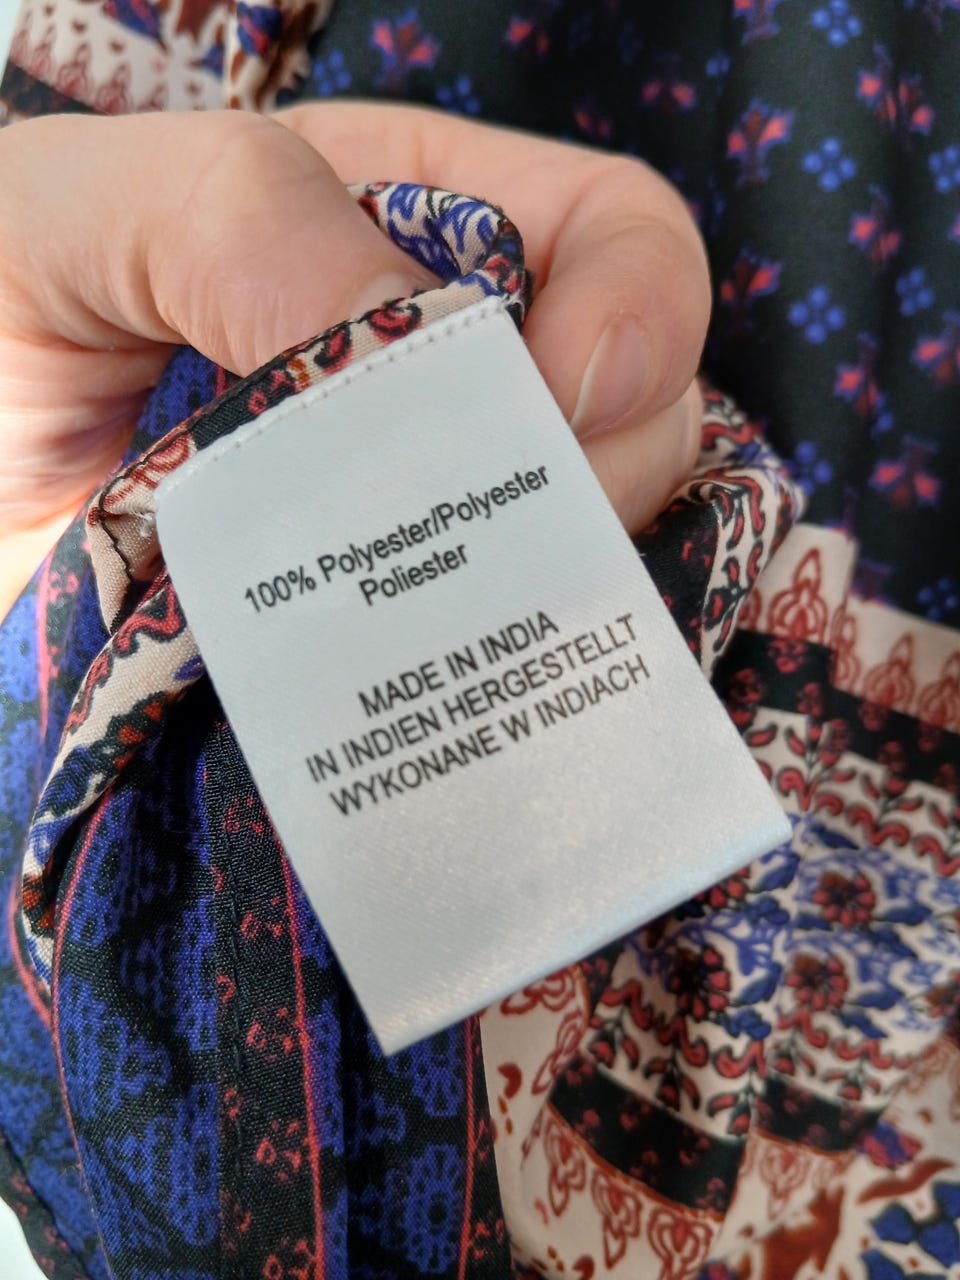 100% Polyester/Polyester
Poliester
MADE IN INDIA
IN INDIEN HERGESTELLT
WYKONANE W INDIACH